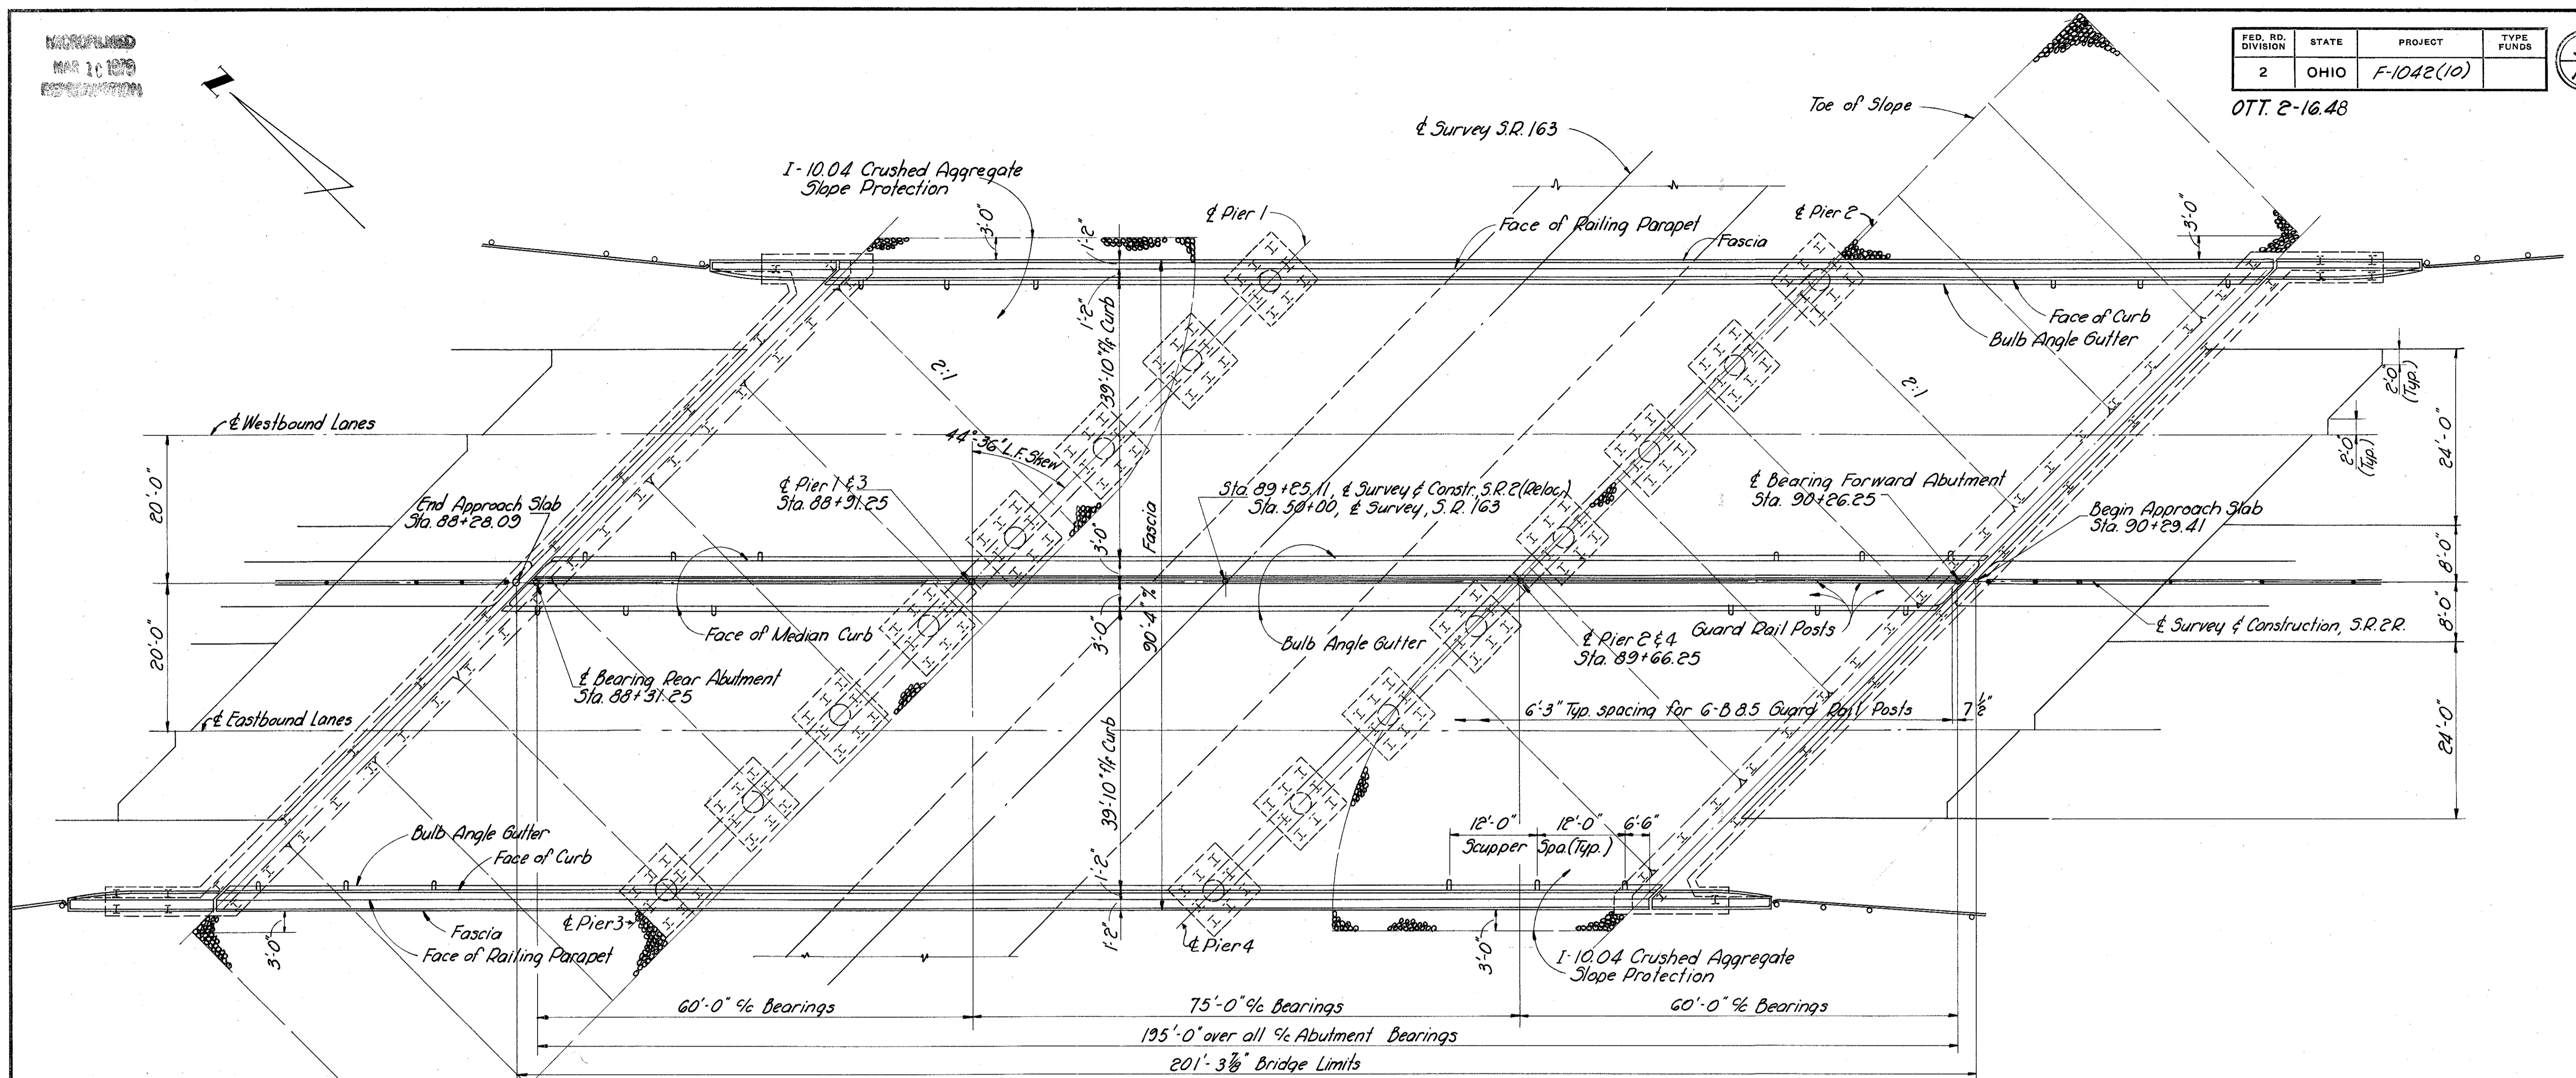 MICROFILMED
MAR 10 1979
FED. RD. DIVISION STATE PROJECT TYPE FUNDS
2 OHIO F-1042(10)
OTT. 2-16.48
Toe of Slope
℄ Survey S.R. 163
I-10.04 Crushed Aggregate
Slope Protection
3'-0"
1'-2"
℄ Pier 1
Face of Railing Parapet
Fascia
℄ Pier 2
3'-0"
1'-2"
39'-10" f/f Curb
Face of Curb
Bulb Angle Gutter
2:1
2:1
2'-0"
(Typ.)
2'-0"
(Typ.)
24'-0"
℄ Westbound Lanes
44°-36' L.F. Skew
20'-0"
End Approach Slab
Sta. 88+28.09
℄ Pier 1 & 3
Sta. 88+91.25
Sta. 89+25.11, ℄ Survey & Constr. S.R. 2 (Reloc.)
Sta. 50+00, ℄ Survey, S.R. 163
℄ Bearing Forward Abutment
Sta. 90+26.25
Begin Approach Slab
Sta. 90+29.41
3'-0"
Fascia
8'-0"
20'-0"
Face of Median Curb
3'-0"
90'-4" %
Bulb Angle Gutter
℄ Pier 2 & 4
Sta. 89+66.25
Guard Rail Posts
8'-0"
℄ Survey & Construction, S.R. 2 R.
℄ Bearing Rear Abutment
Sta. 88+31.25
℄ Eastbound Lanes
6'-3" Typ. spacing for G-B 8.5 Guard Rail Posts
7½"
24'-0"
39'-10" f/f Curb
Bulb Angle Gutter
Face of Curb
12'-0" 12'-0" 6'-6"
Scupper Spa. (Typ.)
1'-2"
℄ Pier 3
Fascia
Face of Railing Parapet
3'-0"
1'-2"
℄ Pier 4
3'-0"
I-10.04 Crushed Aggregate
Slope Protection
60'-0" c/c Bearings
75'-0" c/c Bearings
60'-0" c/c Bearings
195'-0" over all c/c Abutment Bearings
201'-3⅞" Bridge Limits